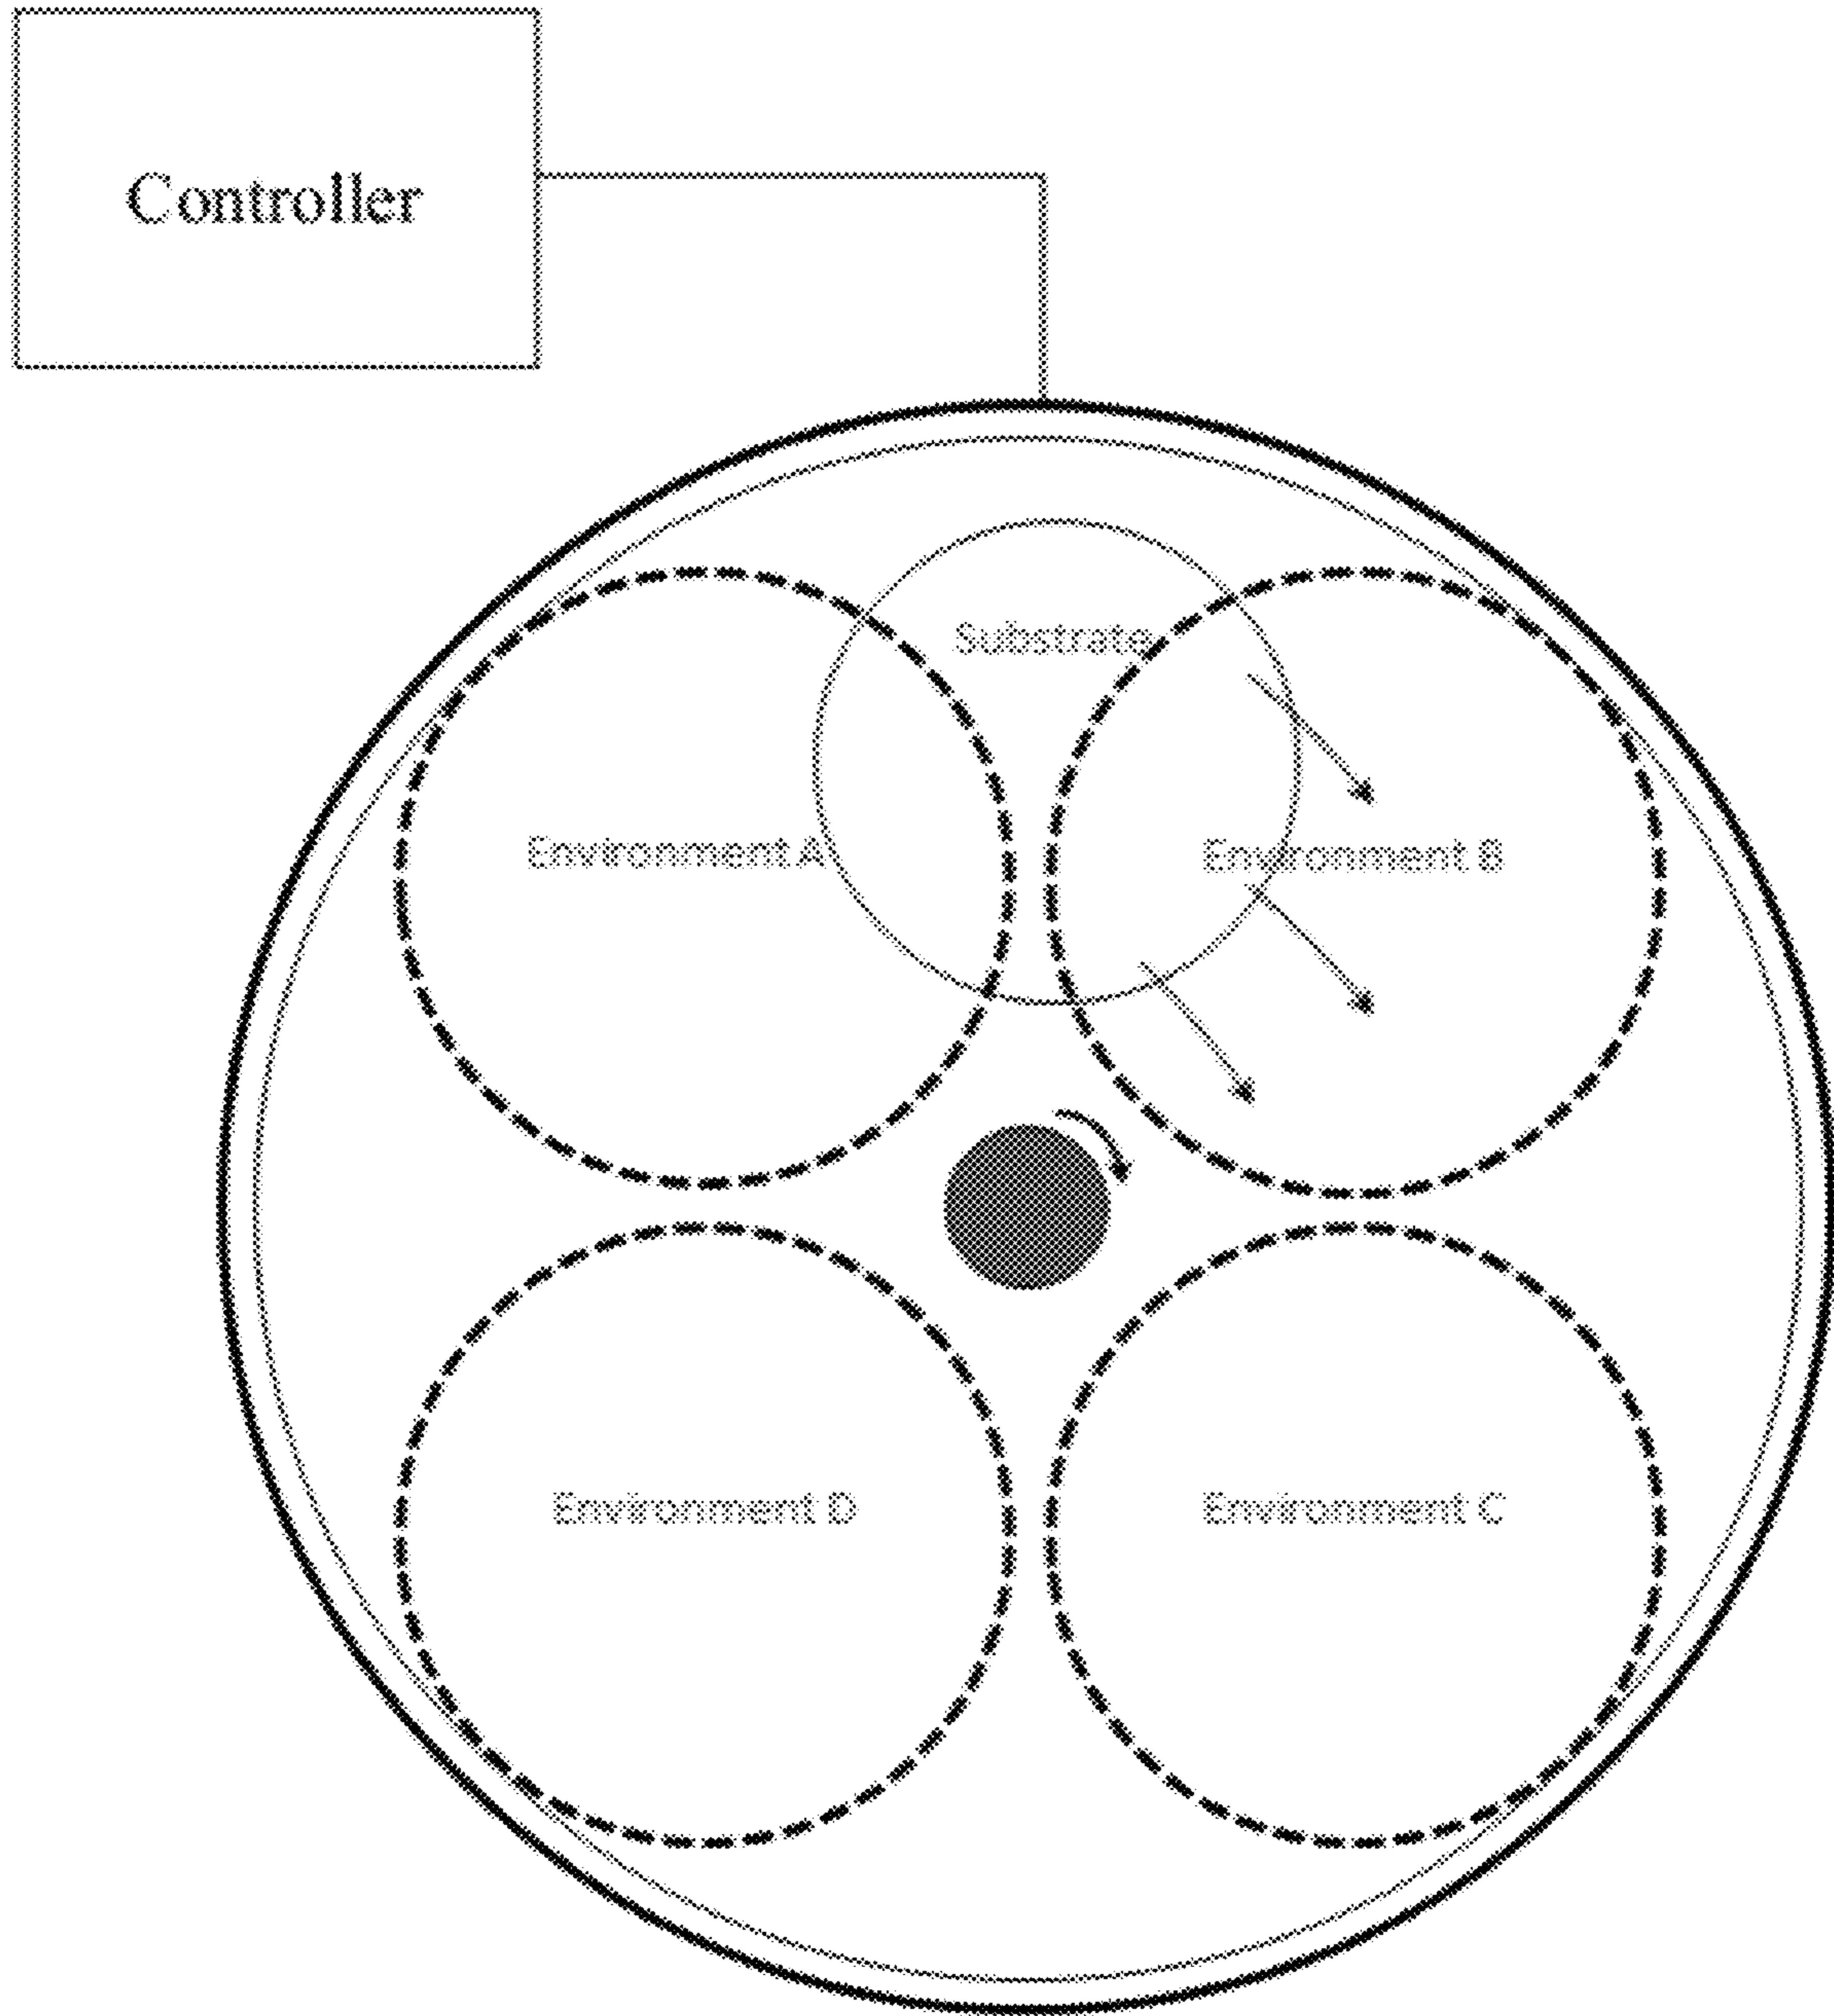 Controller
Substrate
Environment A
Environment B
Environment D
Environment C